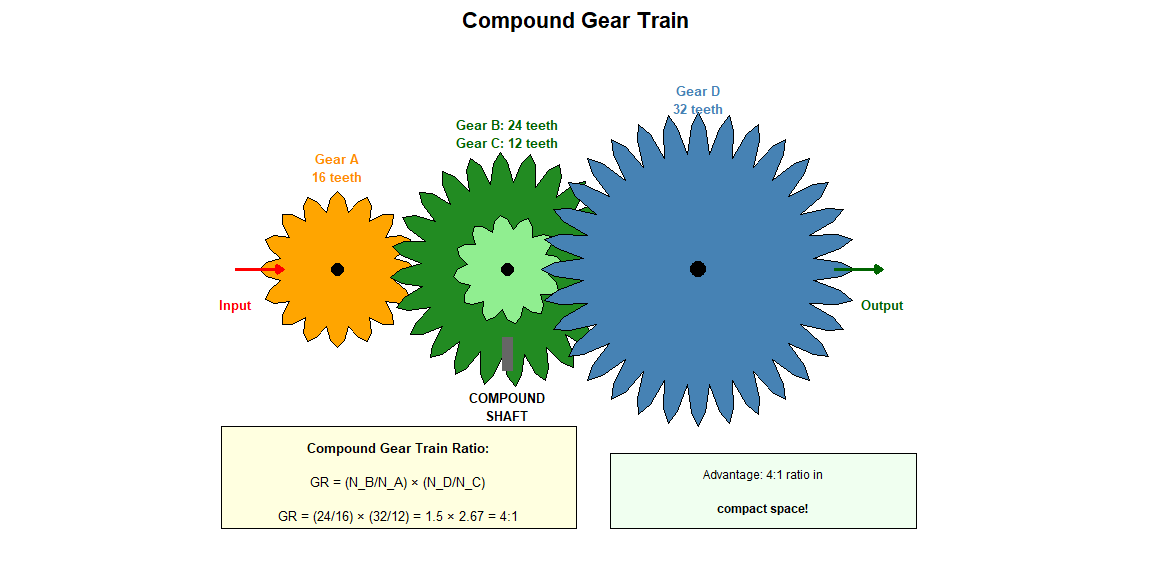 Compound Gear Train
Gear D
32 teeth
Gear B: 24 teeth
Gear C: 12 teeth
Gear A
16 teeth
Input
Output
COMPOUND
SHAFT
Compound Gear Train Ratio:
GR = (N_B/N_A) × (N_D/N_C)
GR = (24/16) × (32/12) = 1.5 × 2.67 = 4:1
Advantage: 4:1 ratio in
compact space!